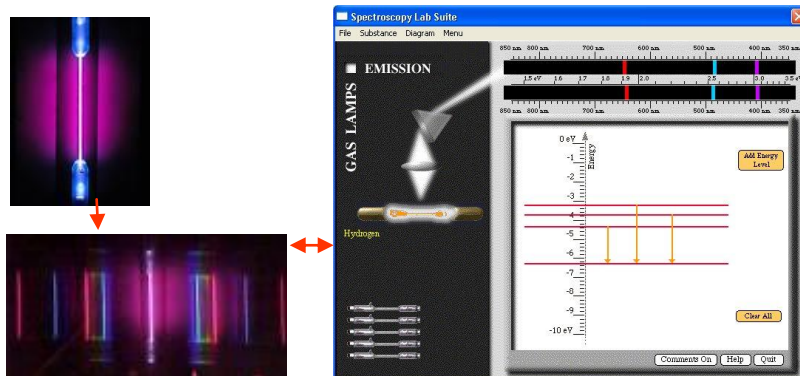 Spectroscopy Lab Suite
File Substance Diagram Menu
EMISSION
GAS LAMPS
Hydrogen
850 nm 800 nm 700 nm 600 nm 500 nm 400 nm 350 nm
1.5 eV 1.6 1.7 1.8 1.9 2.0 2.5 3.0 3.5 eV
850 nm 800 nm 700 nm 600 nm 500 nm 400 nm 350 nm
0 eV
Energy
-1
-2
-3
-4
-5
-6
-7
-8
-9
-10 eV
Add Energy
Level
Clear All
Comments On Help Quit